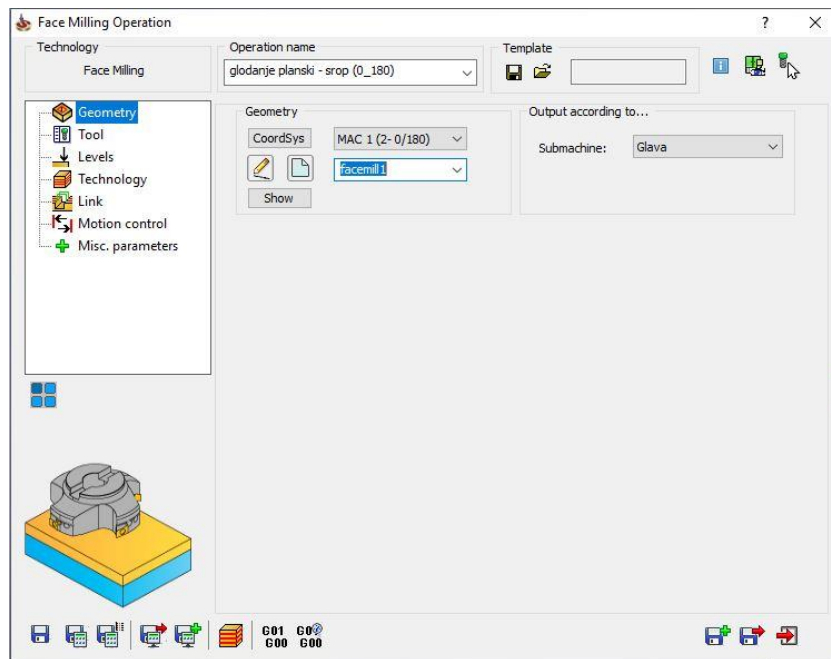 Face Milling Operation
?
Technology
Face Milling
Operation name
glodanje planski - srop (0_180)
Template
Geometry
Tool
Levels
Technology
Link
Motion control
Misc. parameters
Geometry
CoordSys
MAC 1 (2- 0/180)
facemill1
Show
Output according to...
Submachine:
Glava
G01 G0
G00 G00